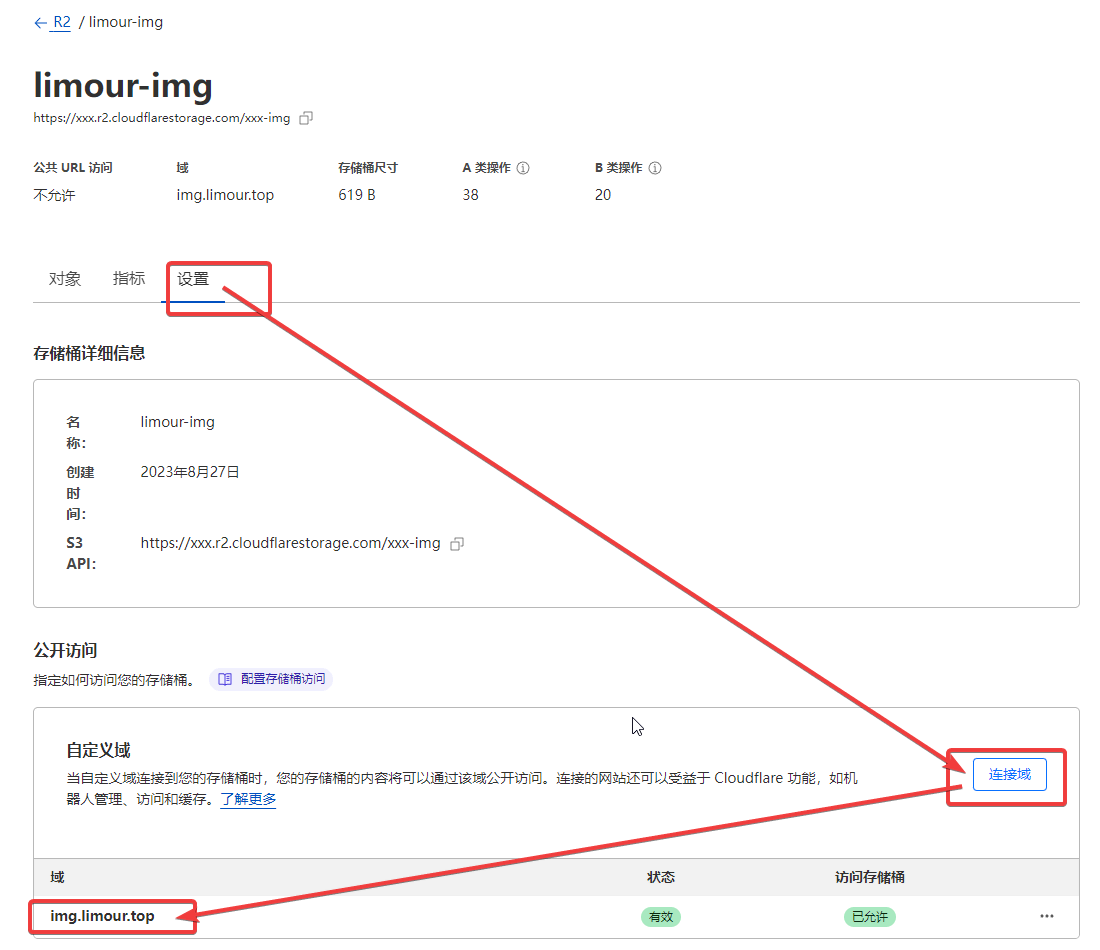 ← R2 / limour-img
limour-img
https://xxx.r2.cloudflarestorage.com/xxx-img
公共 URL 访问 域 存储桶尺寸 A 类操作 B 类操作
不允许 img.limour.top 619 B 38 20
对象 指标 设置
存储桶详细信息
名
称: limour-img
创建
时
间: 2023年8月27日
S3
API: https://xxx.r2.cloudflarestorage.com/xxx-img
公开访问
指定如何访问您的存储桶。 配置存储桶访问
自定义域
当自定义域连接到您的存储桶时，您的存储桶的内容将可以通过该域公开访问。连接的网站还可以受益于 Cloudflare 功能，如机
器人管理、访问和缓存。了解更多
连接域
域 状态 访问存储桶
img.limour.top 有效 已允许 ...